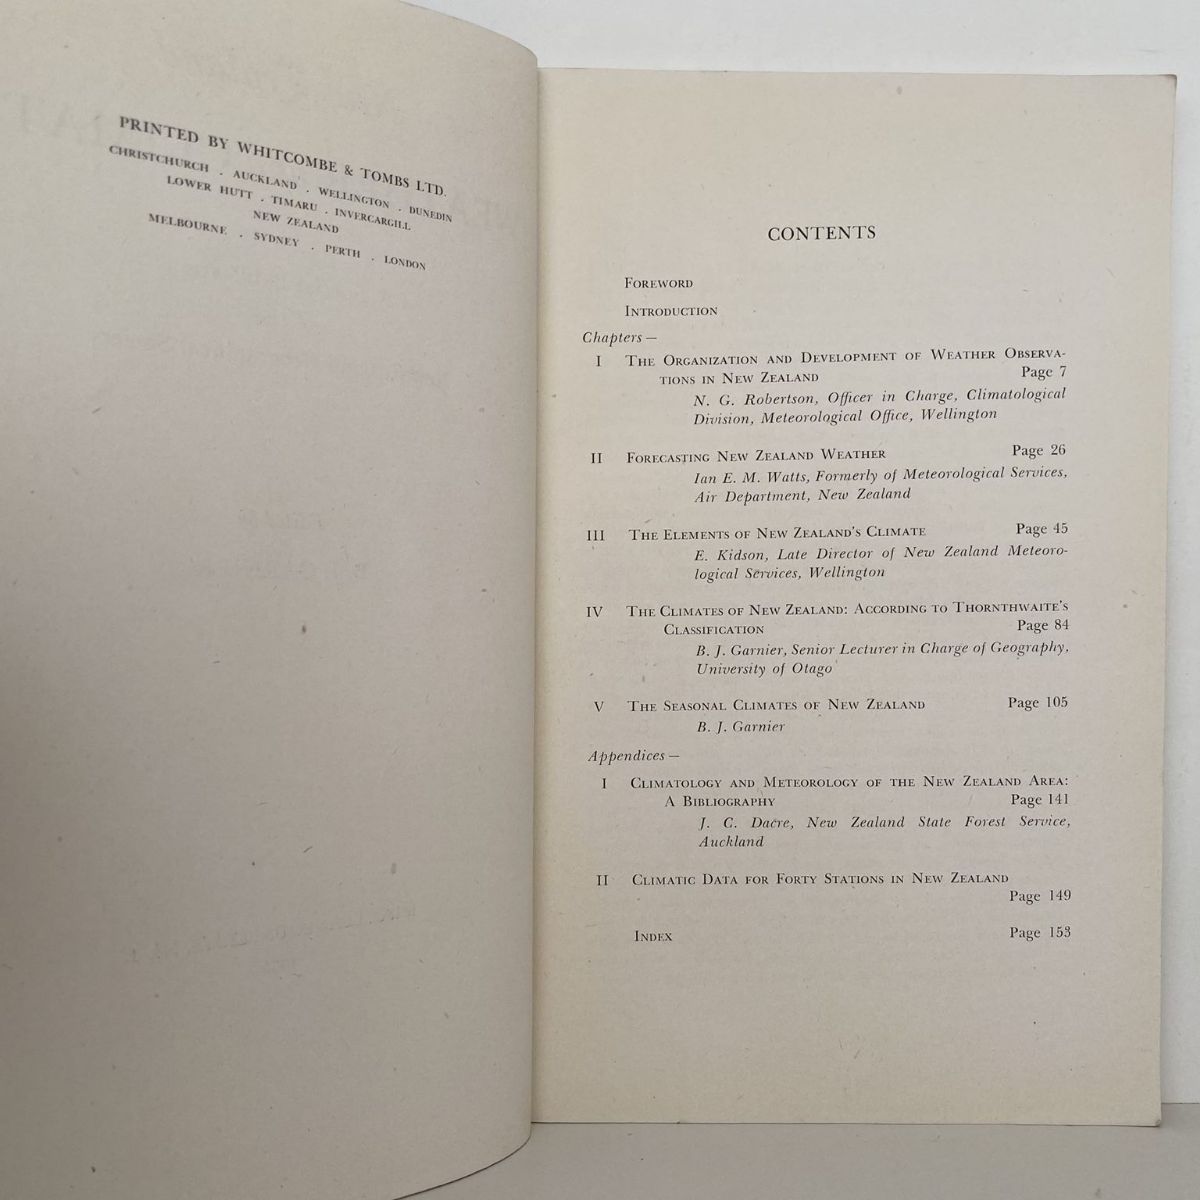 PRINTED BY WHITCOMBE & TOMBS LTD.
CHRISTCHURCH . AUCKLAND . WELLINGTON . DUNEDIN
LOWER HUTT . TIMARU . INVERCARGILL
NEW ZEALAND
MELBOURNE . SYDNEY . PERTH . LONDON
CONTENTS
FOREWORD
INTRODUCTION
Chapters—
I THE ORGANIZATION AND DEVELOPMENT OF WEATHER OBSERVA-
TIONS IN NEW ZEALAND Page 7
N. G. Robertson, Officer in Charge, Climatological
Division, Meteorological Office, Wellington
II FORECASTING NEW ZEALAND WEATHER Page 26
Ian E. M. Watts, Formerly of Meteorological Services,
Air Department, New Zealand
III THE ELEMENTS OF NEW ZEALAND'S CLIMATE Page 45
E. Kidson, Late Director of New Zealand Meteoro-
logical Services, Wellington
IV THE CLIMATES OF NEW ZEALAND: ACCORDING TO THORNTHWAITE'S
CLASSIFICATION Page 84
B. J. Garnier, Senior Lecturer in Charge of Geography,
University of Otago
V THE SEASONAL CLIMATES OF NEW ZEALAND Page 105
B. J. Garnier
Appendices—
I CLIMATOLOGY AND METEOROLOGY OF THE NEW ZEALAND AREA:
A BIBLIOGRAPHY Page 141
J. C. Dacre, New Zealand State Forest Service,
Auckland
II CLIMATIC DATA FOR FORTY STATIONS IN NEW ZEALAND
Page 149
INDEX Page 153